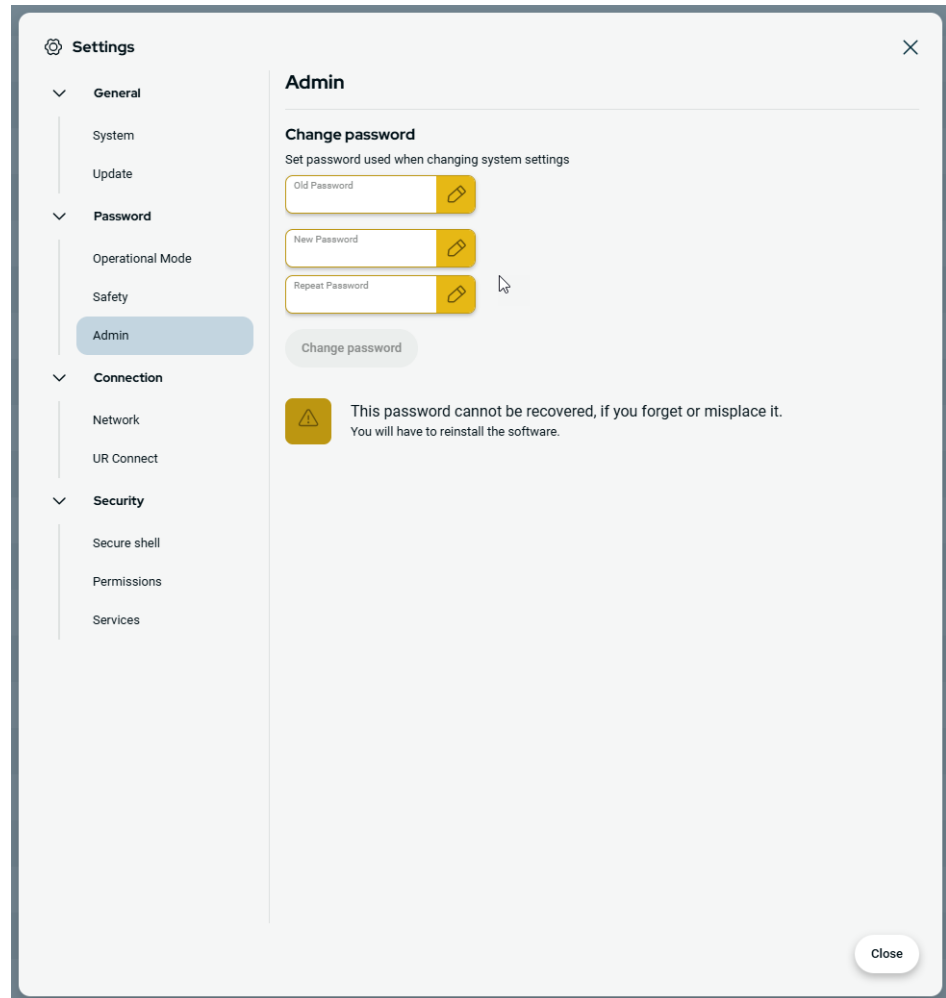 Settings
General
System
Update
Password
Operational Mode
Safety
Admin
Connection
Network
UR Connect
Security
Secure shell
Permissions
Services
Admin
Change password
Set password used when changing system settings
Old Password
New Password
Repeat Password
Change password
This password cannot be recovered, if you forget or misplace it.
You will have to reinstall the software.
Close